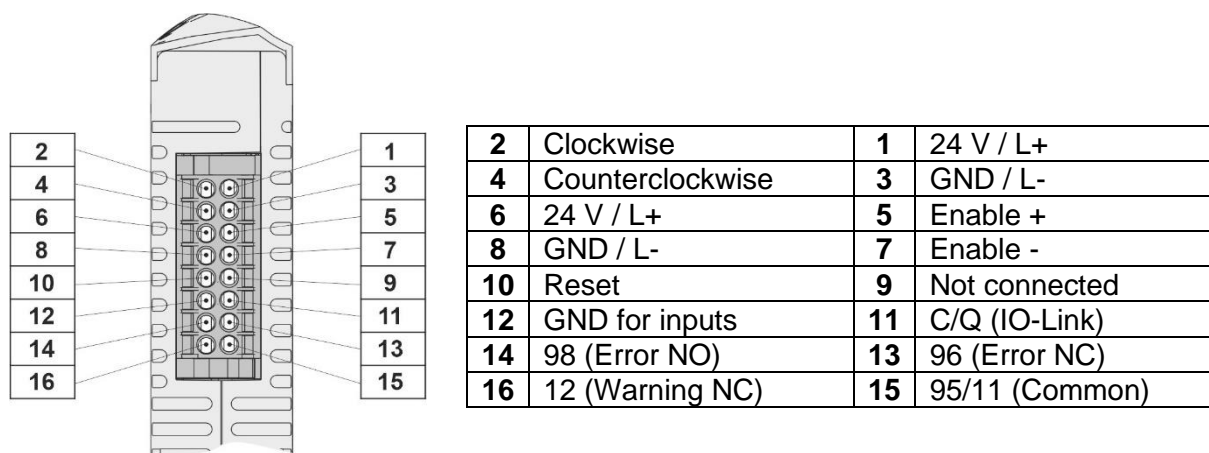 2 1
4 3
6 5
8 7
10 9
12 11
14 13
16 15
2 Clockwise 1 24 V / L+
4 Counterclockwise 3 GND / L-
6 24 V / L+ 5 Enable +
8 GND / L- 7 Enable -
10 Reset 9 Not connected
12 GND for inputs 11 C/Q (IO-Link)
14 98 (Error NO) 13 96 (Error NC)
16 12 (Warning NC) 15 95/11 (Common)